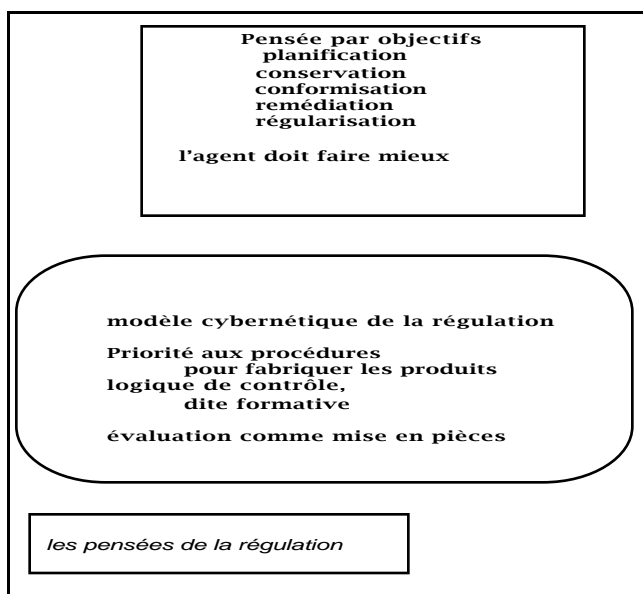 Pensée par objectifs
planification
conservation
conformisation
remédiation
régularisation
l'agent doit faire mieux
modèle cybernétique de la régulation
Priorité aux procédures
pour fabriquer les produits
logique de contrôle,
dite formative
évaluation comme mise en pièces
les pensées de la régulation